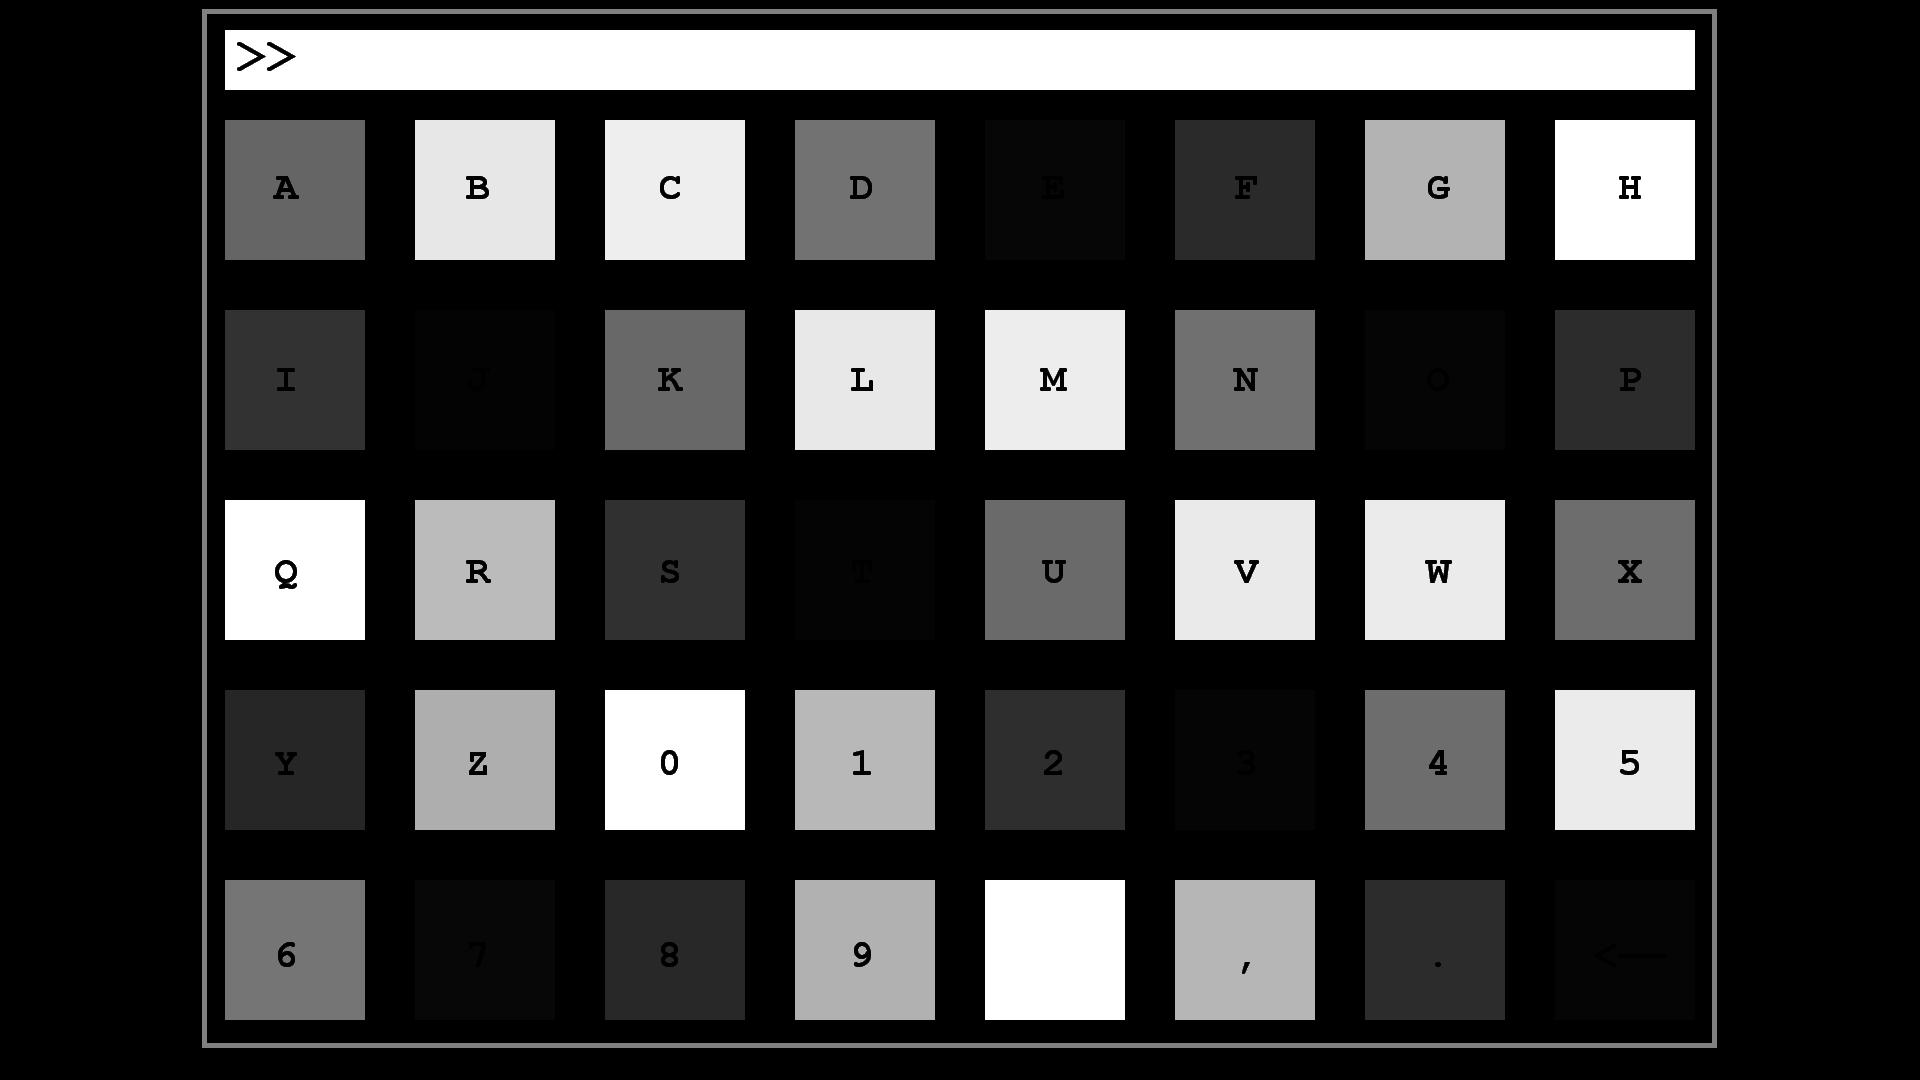 >>
A B C D E F G H
I J K L M N O P
Q R S T U V W X
Y Z 0 1 2 3 4 5
6 7 8 9 , . <—